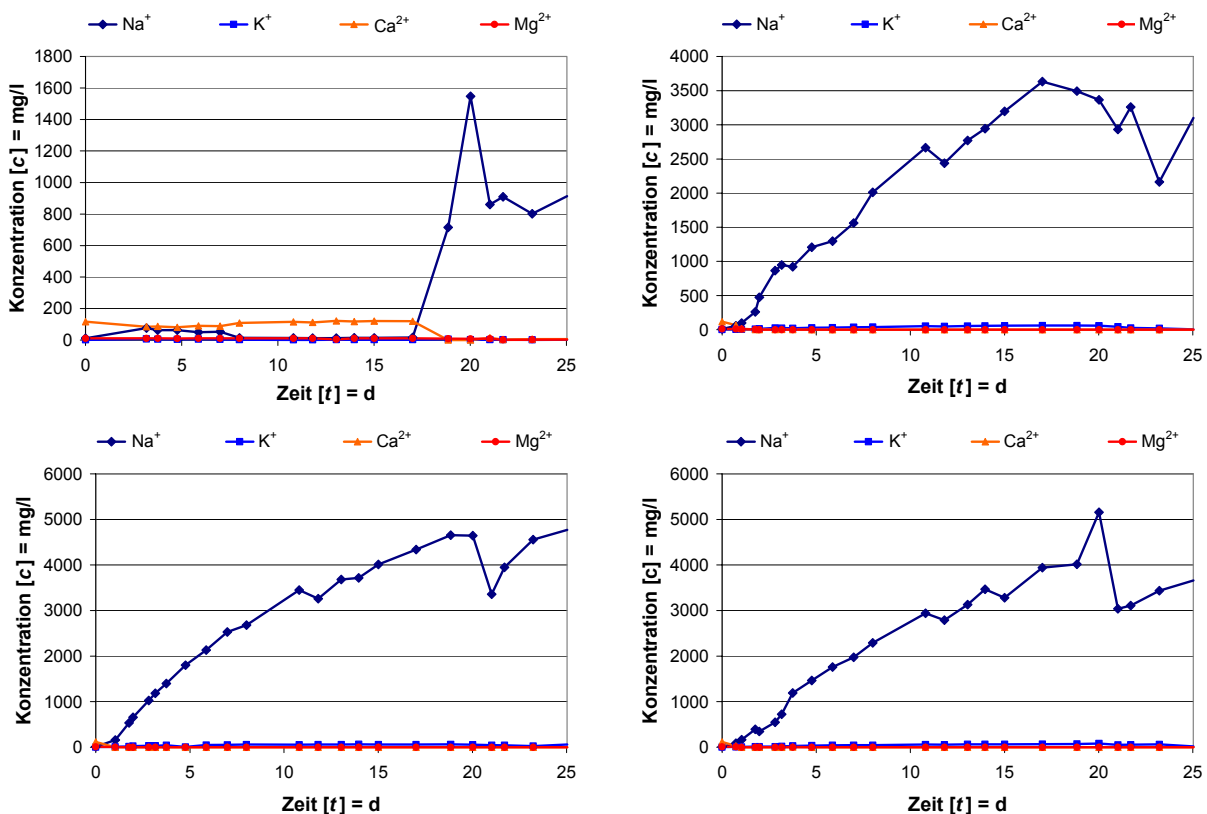 Na+ K+ Ca2+ Mg2+
Konzentration [c] = mg/l
1800
1600
1400
1200
1000
800
600
400
200
0
0 5 10 15 20 25
Zeit [t] = d
Na+ K+ Ca2+ Mg2+
Konzentration [c] = mg/l
4000
3500
3000
2500
2000
1500
1000
500
0
0 5 10 15 20 25
Zeit [t] = d
Na+ K+ Ca2+ Mg2+
Konzentration [c] = mg/l
6000
5000
4000
3000
2000
1000
0
0 5 10 15 20 25
Zeit [t] = d
Na+ K+ Ca2+ Mg2+
Konzentration [c] = mg/l
6000
5000
4000
3000
2000
1000
0
0 5 10 15 20 25
Zeit [t] = d